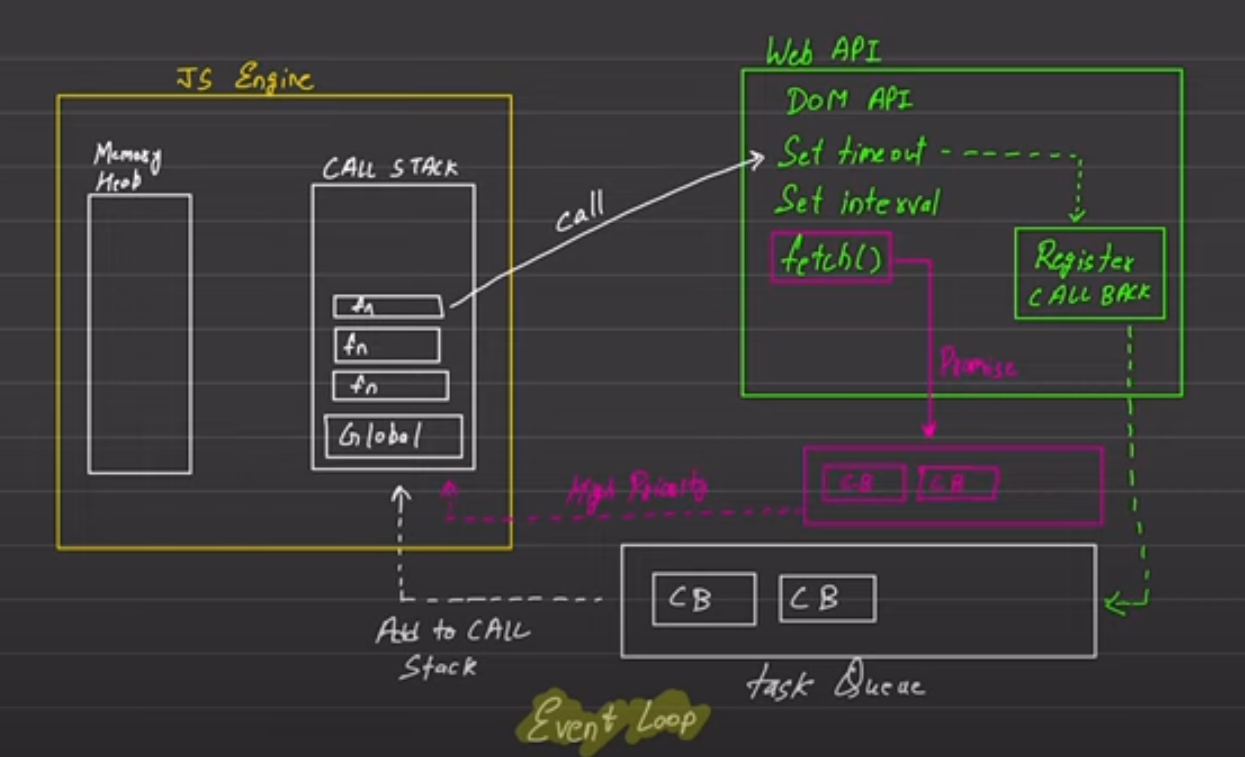 JS Engine
Memory
Heap
CALL STACK
fn
fn
fn
Global
call
Web API
DOM API
Set timeout
Set interval
fetch()
Register
CALL BACK
Promise
CB CB
High Priority
CB CB
Add to CALL
Stack
task Queue
Event Loop